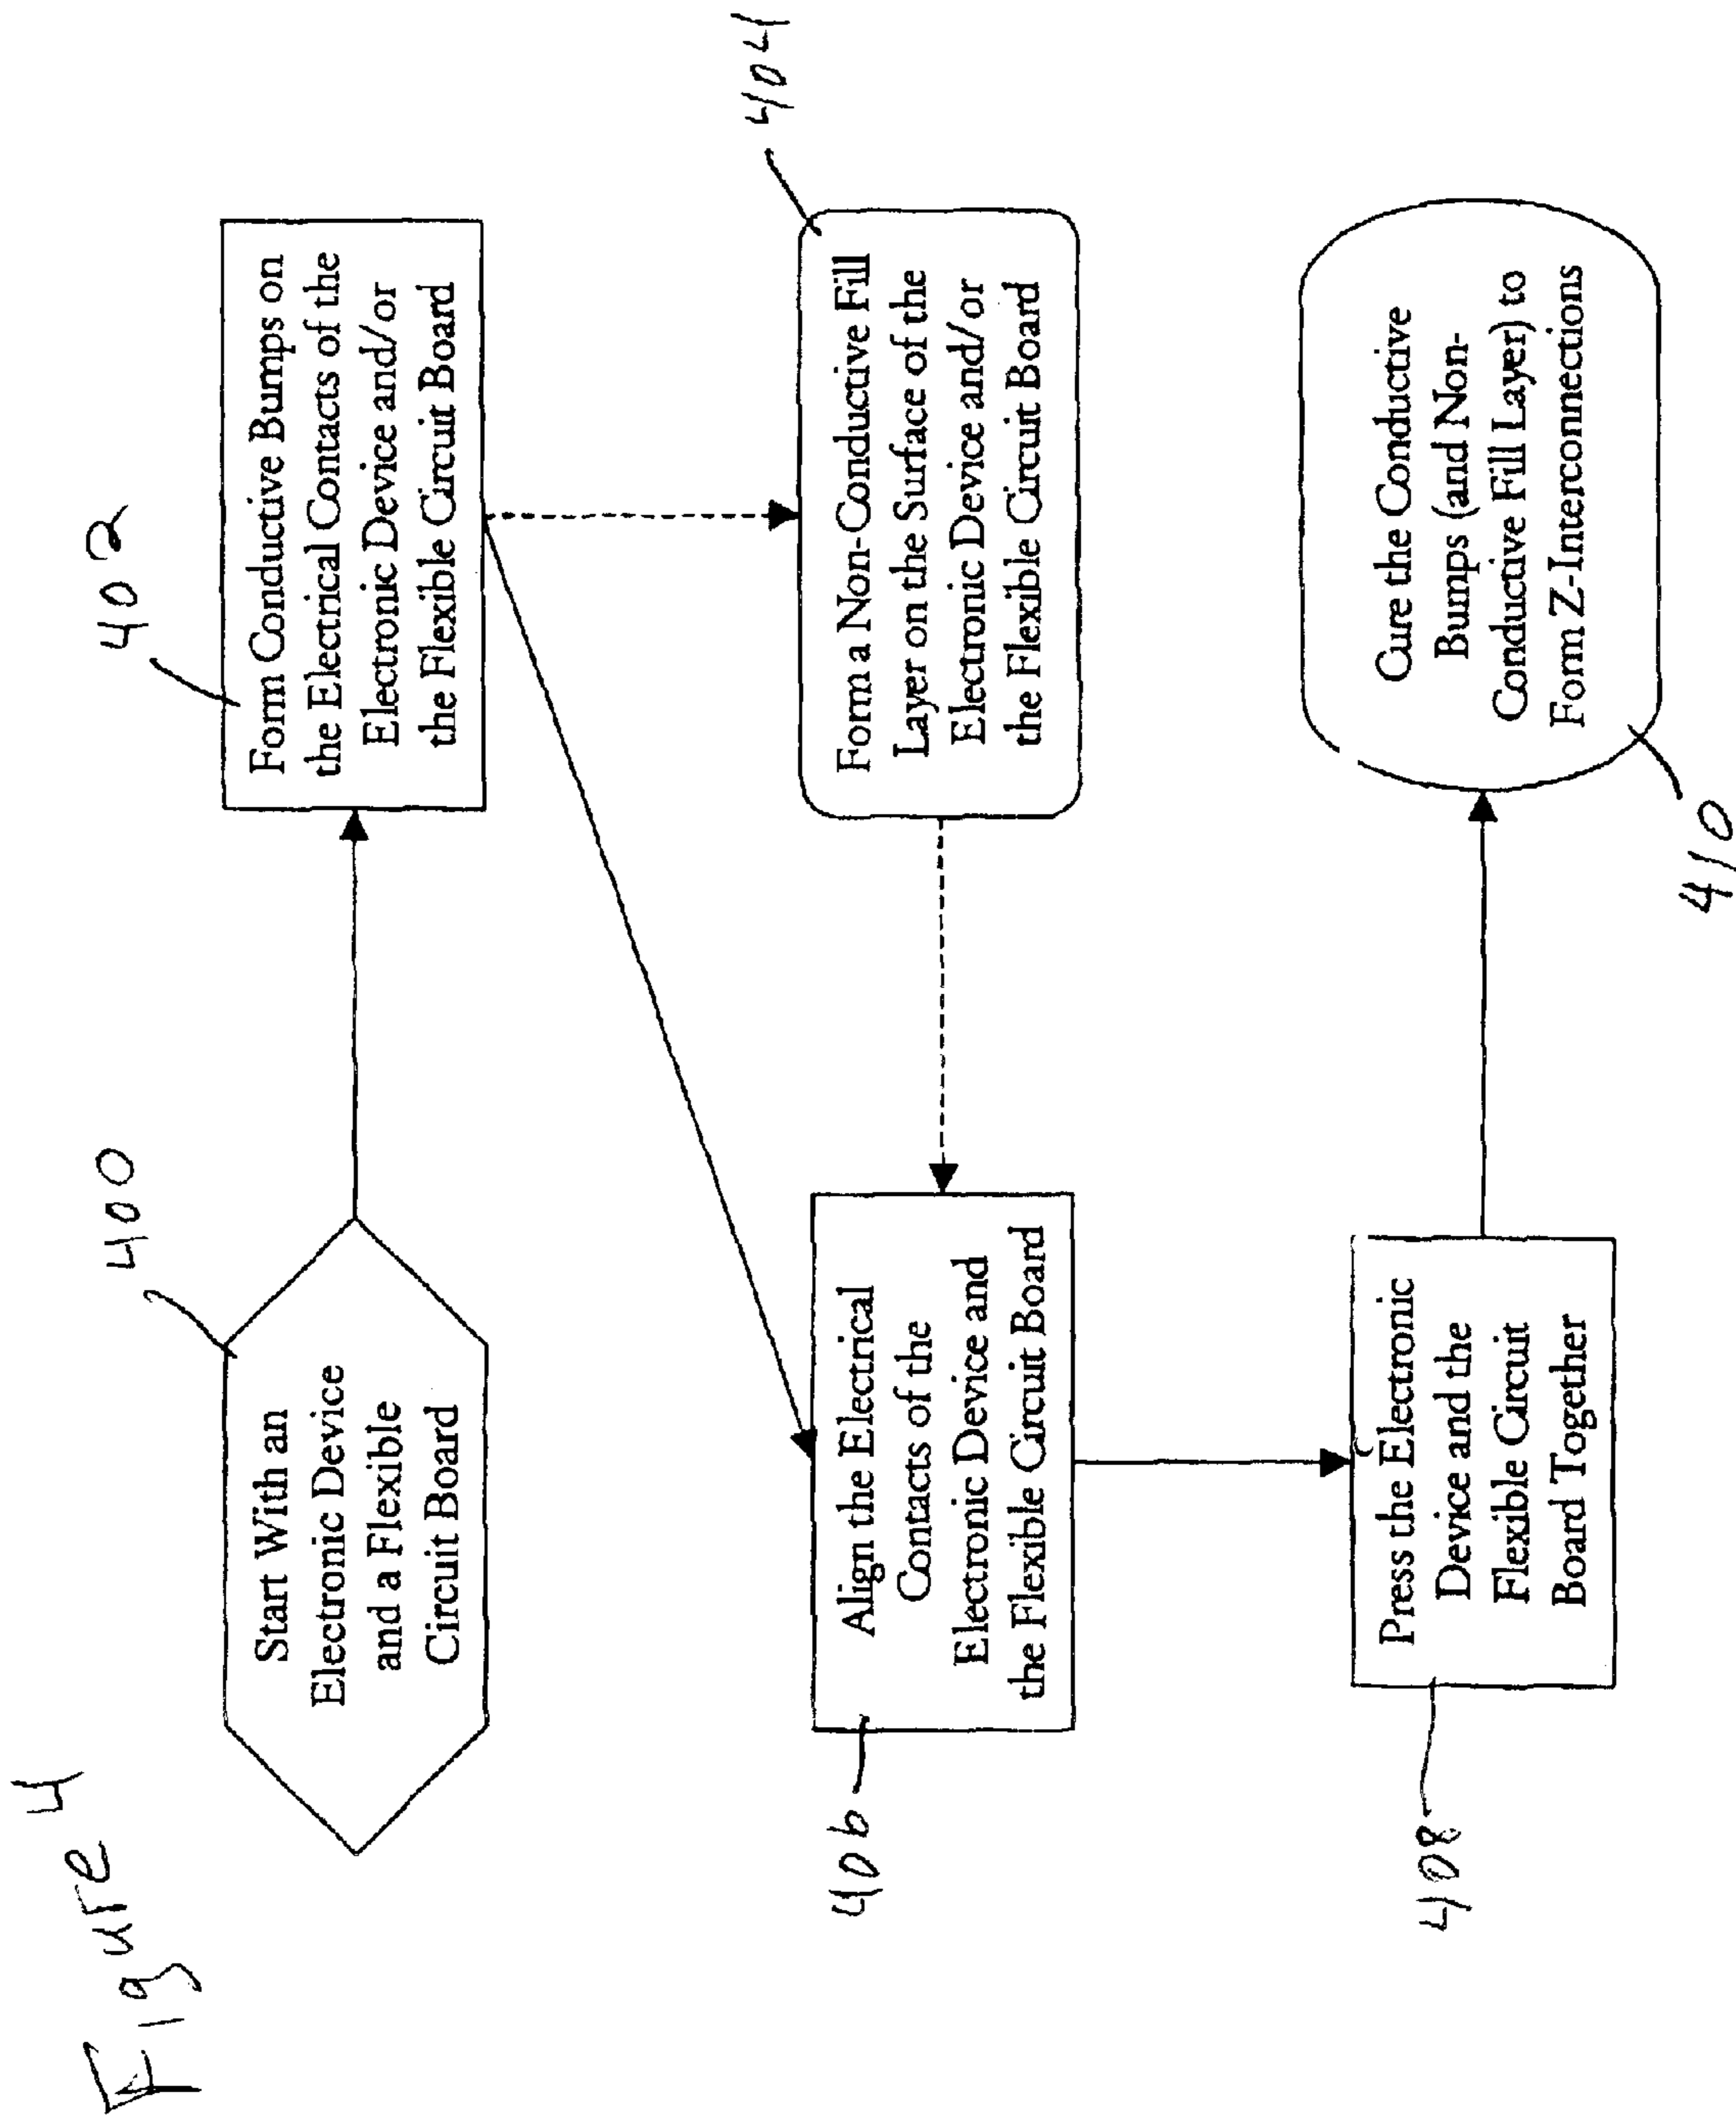 Figure 4
400
Start With an
Electronic Device
and a Flexible
Circuit Board
402
Form Conductive Bumps on
the Electrical Contacts of the
Electronic Device and/or
the Flexible Circuit Board
404
Form a Non-Conductive Fill
Layer on the Surface of the
Electronic Device and/or
the Flexible Circuit Board
406
Align the Electrical
Contacts of the
Electronic Device and
the Flexible Circuit Board
408
Press the Electronic
Device and the
Flexible Circuit
Board Together
410
Cure the Conductive
Bumps (and Non-
Conductive Fill Layer) to
Form Z-Interconnections